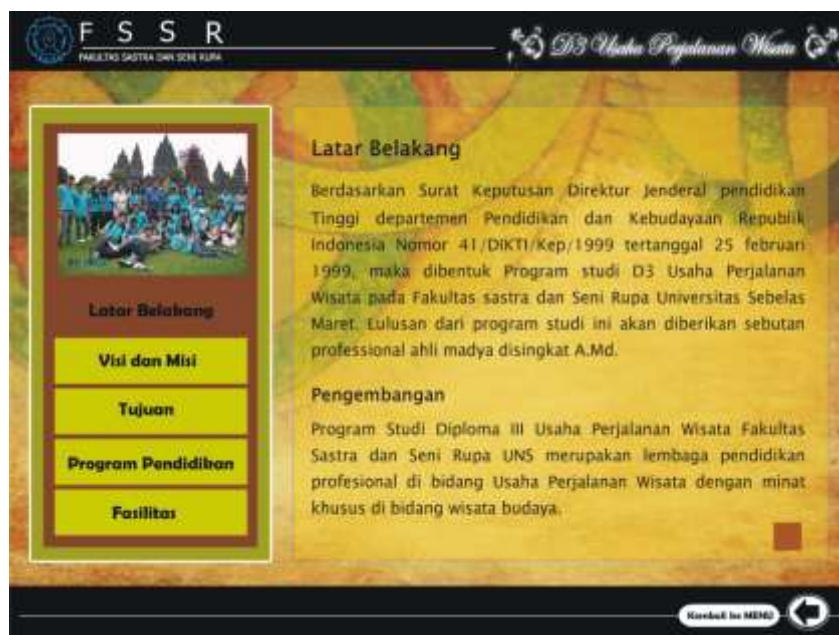 F S S R
FAKULTAS SASTRA DAN SENI RUPA
D3 Usaha Perjalanan Wisata
Latar Belakang
Visi dan Misi
Tujuan
Program Pendidikan
Fasilitas
Latar Belakang
Berdasarkan Surat Keputusan Direktur Jenderal pendidikan
Tinggi departemen Pendidikan dan Kebudayaan Republik
Indonesia Nomor 41/DIKTI/Kep/1999 tertanggal 25 februari
1999, maka dibentuk Program studi D3 Usaha Perjalanan
Wisata pada Fakultas sastra dan Seni Rupa Universitas Sebelas
Maret. Lulusan dari program studi ini akan diberikan sebutan
professional ahli madya disingkat A.Md.
Pengembangan
Program Studi Diploma III Usaha Perjalanan Wisata Fakultas
Sastra dan Seni Rupa UNS merupakan lembaga pendidikan
profesional di bidang Usaha Perjalanan Wisata dengan minat
khusus di bidang wisata budaya.
Kembali ke MENU